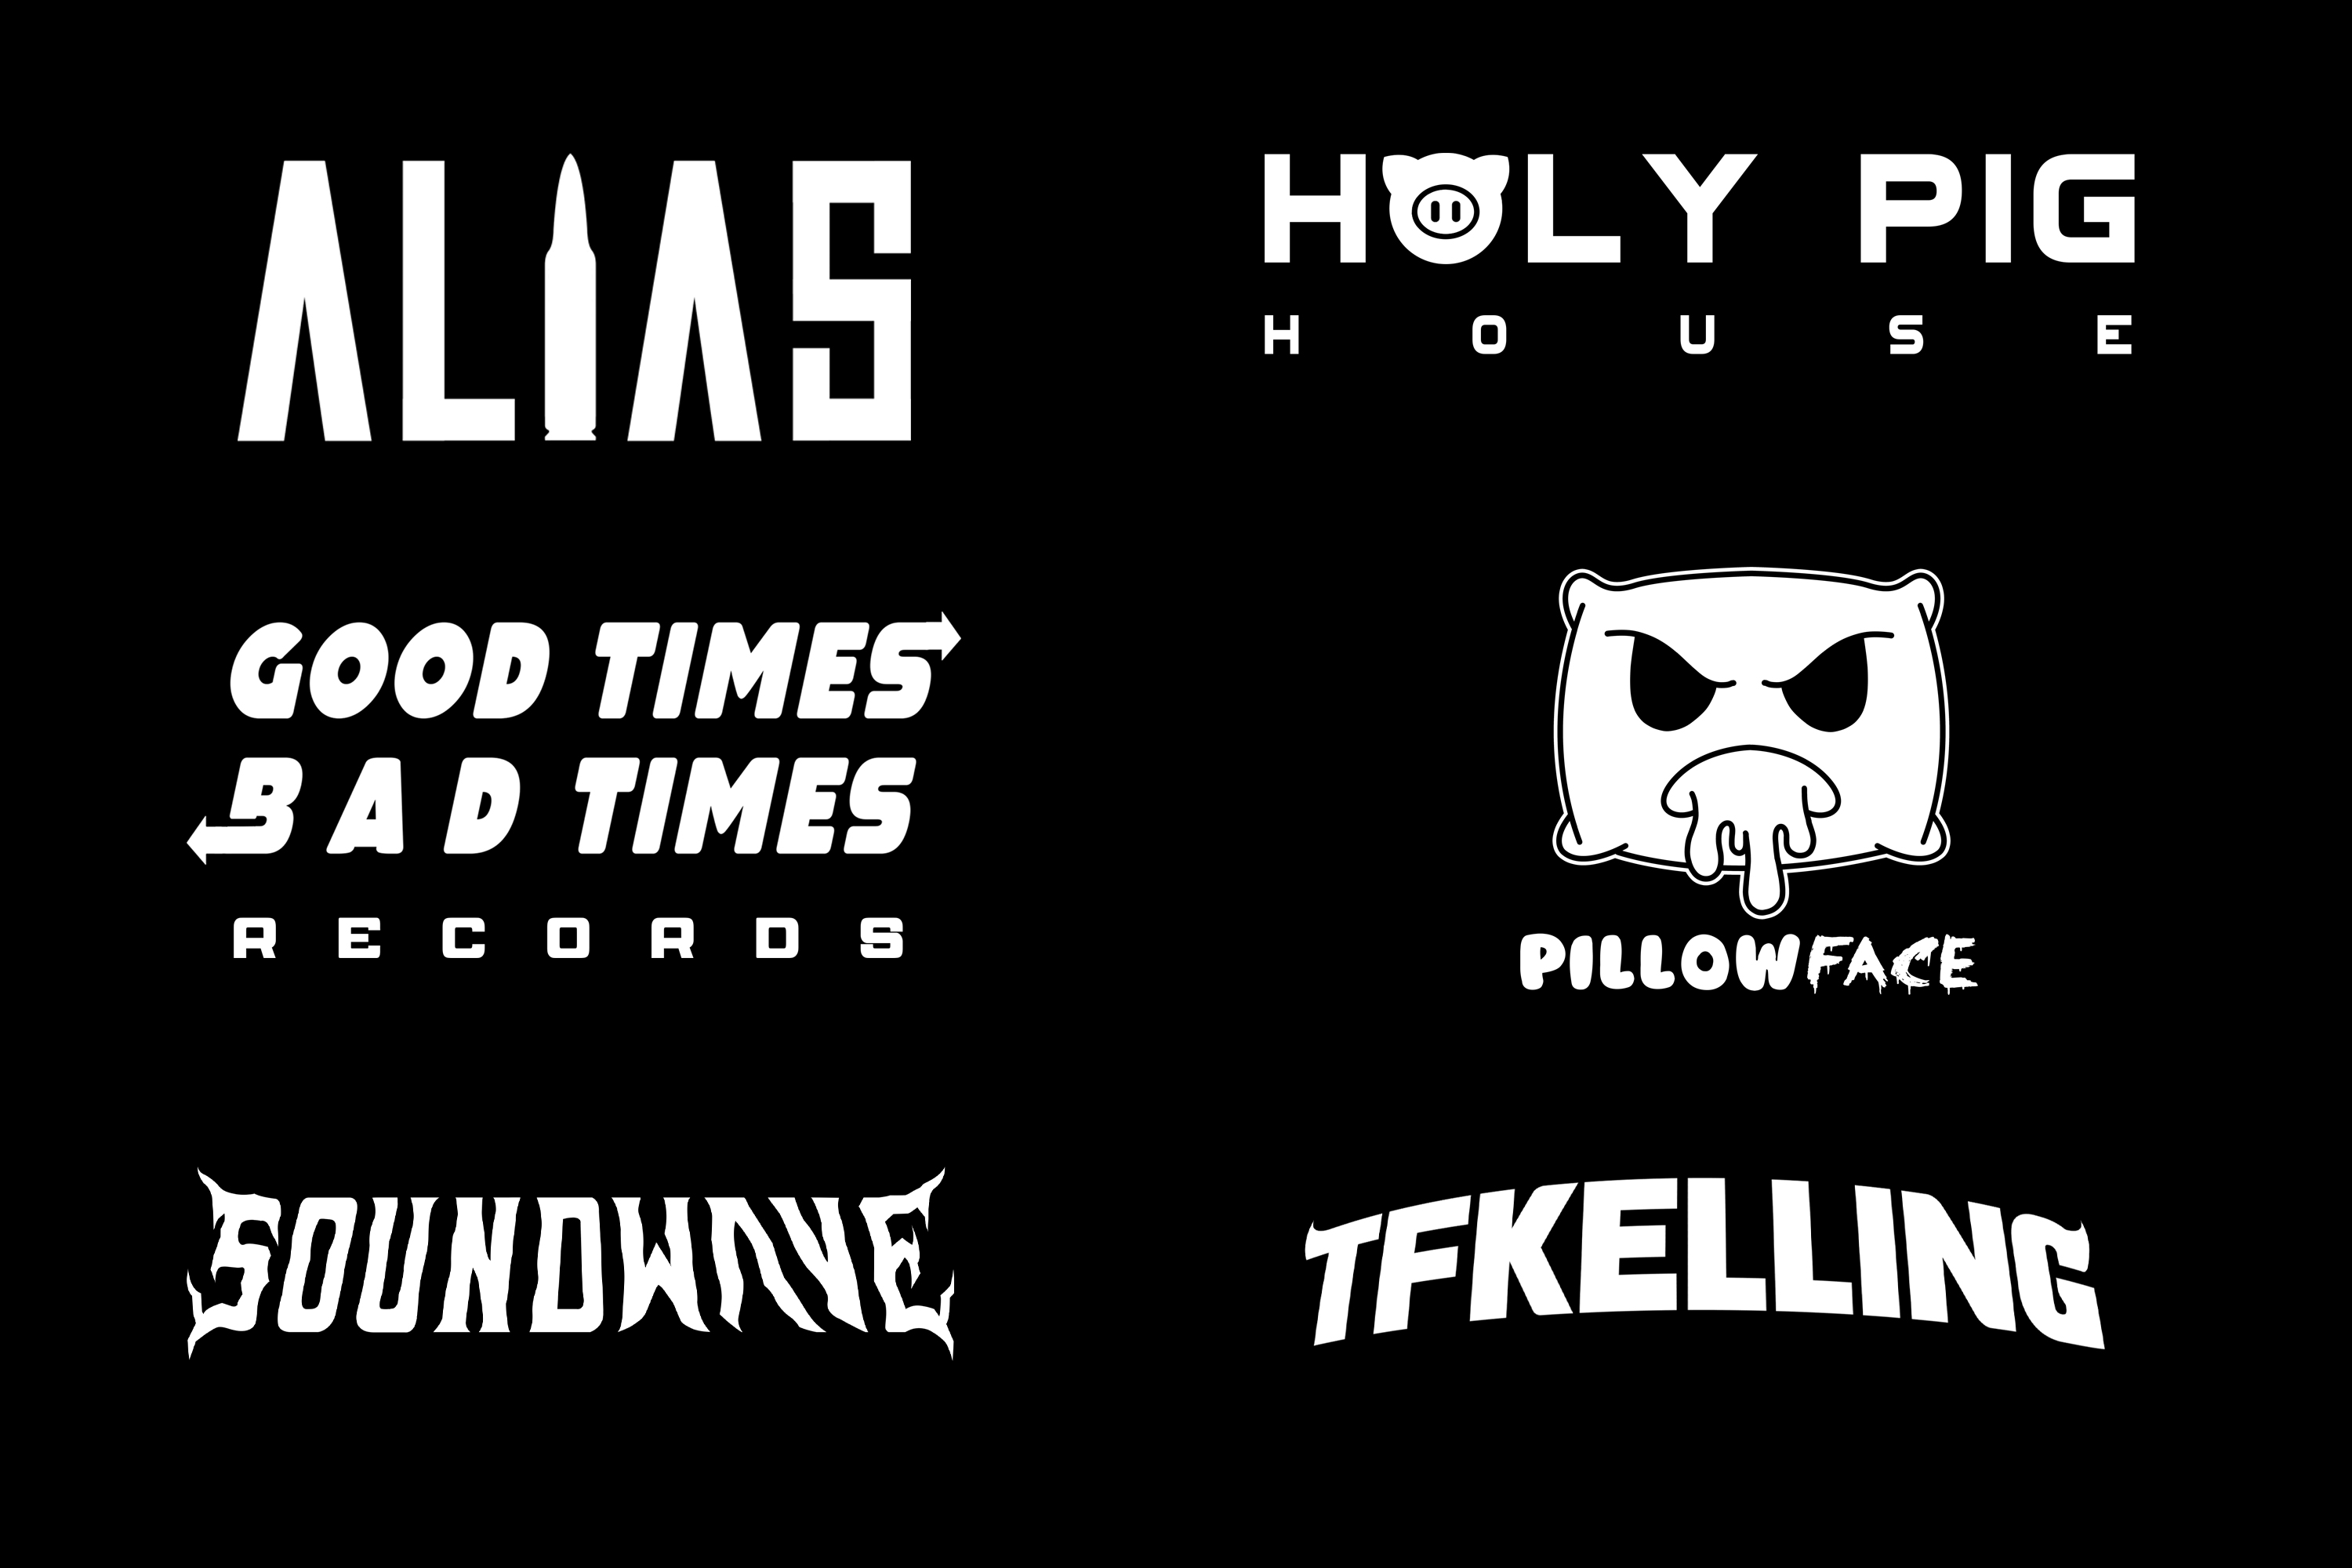 ALIAS
HOLY PIG
HOUSE
GOOD TIMES
BAD TIMES
RECORDS
PILLOWFACE
SOUNDWAVE
TFKELLING